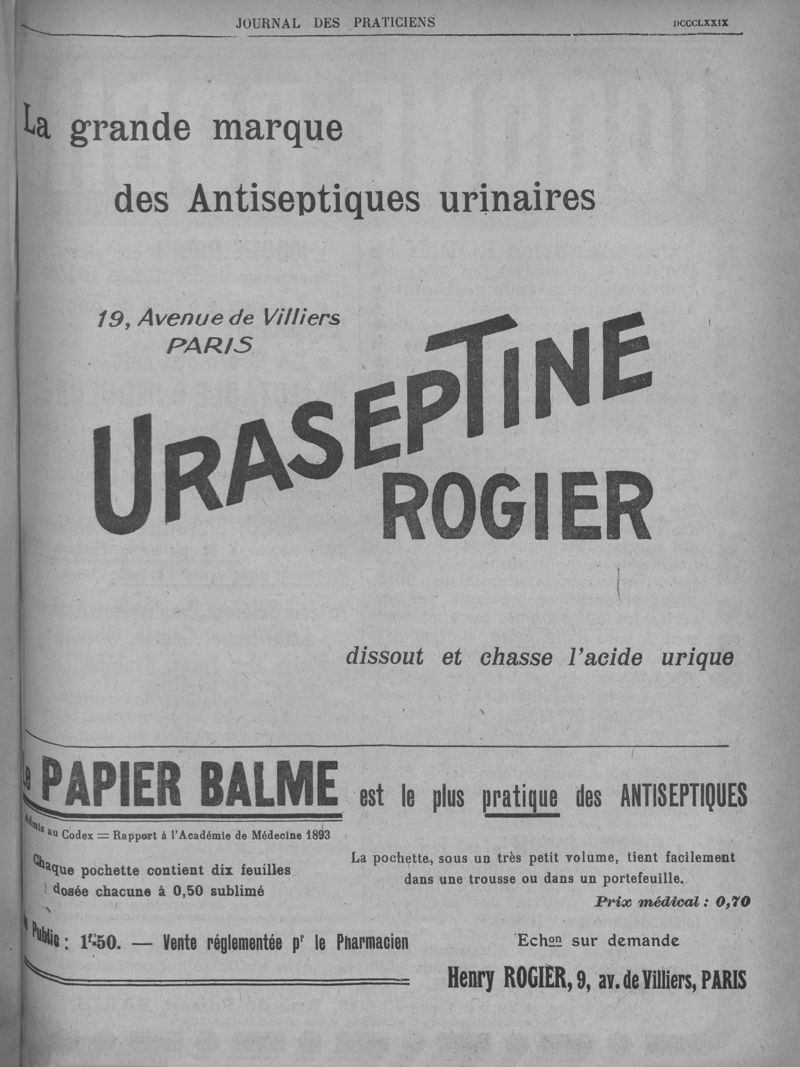 JOURNAL DES PRATICIENS
DCCCLXXIX
La grande marque
des Antiseptiques urinaires
19, Avenue de Villiers
PARIS
URASEPTINE
ROGIER
dissout et chasse l'acide urique
Le PAPIER BALME est le plus pratique des ANTISEPTIQUES
Admis au Codex = Rapport à l'Académie de Médecine 1893
Chaque pochette contient dix feuilles
dosée chacune à 0,50 sublimé
La pochette, sous un très petit volume, tient facilement
dans une trousse ou dans un portefeuille.
Prix médical : 0,70
Public : 1fr50. — Vente réglementée pr le Pharmacien
Echon sur demande
Henry ROGIER, 9, av. de Villiers, PARIS